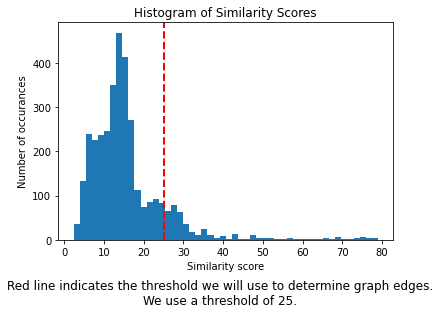 Histogram of Similarity Scores
Number of occurances
400
300
200
100
0
0 10 20 30 40 50 60 70 80
Similarity score
Red line indicates the threshold we will use to determine graph edges.
We use a threshold of 25.